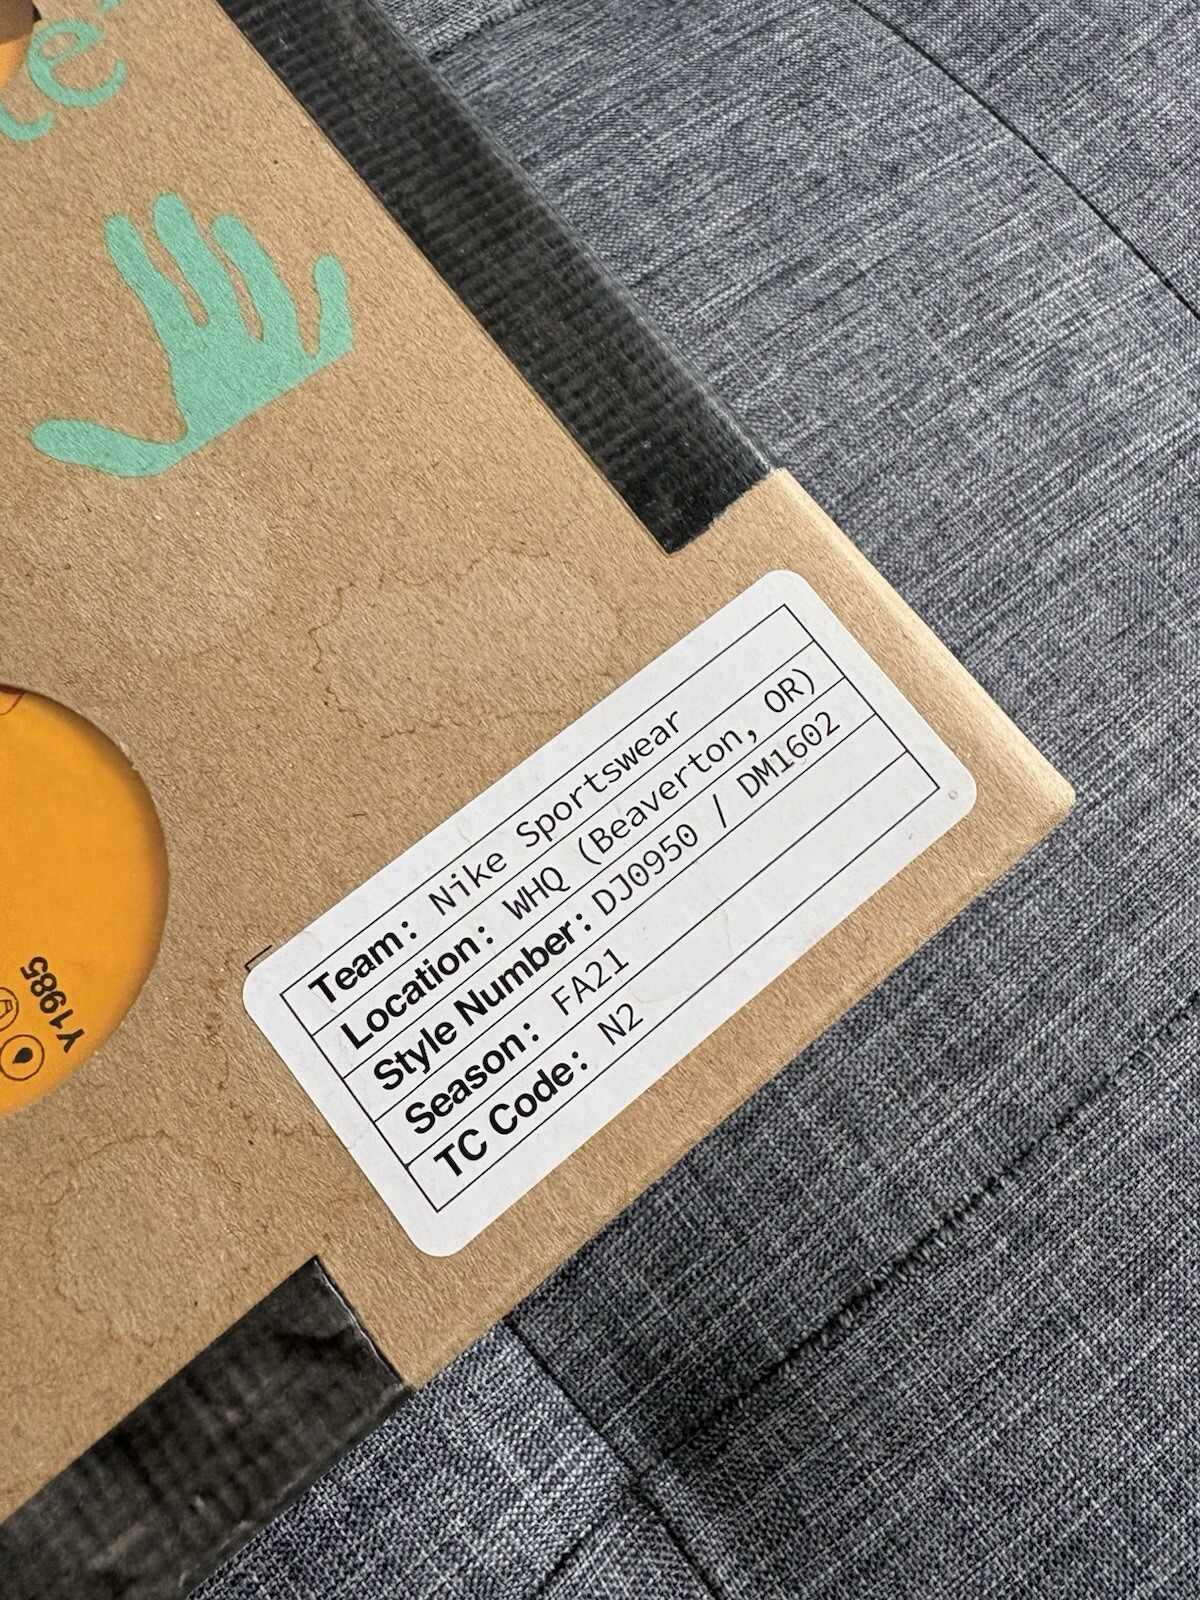 Team: Nike Sportswear
Location: WHQ (Beaverton, OR)
Style Number: DJ0950 / DM1602
Season: FA21
TC Code: N2
Y1985